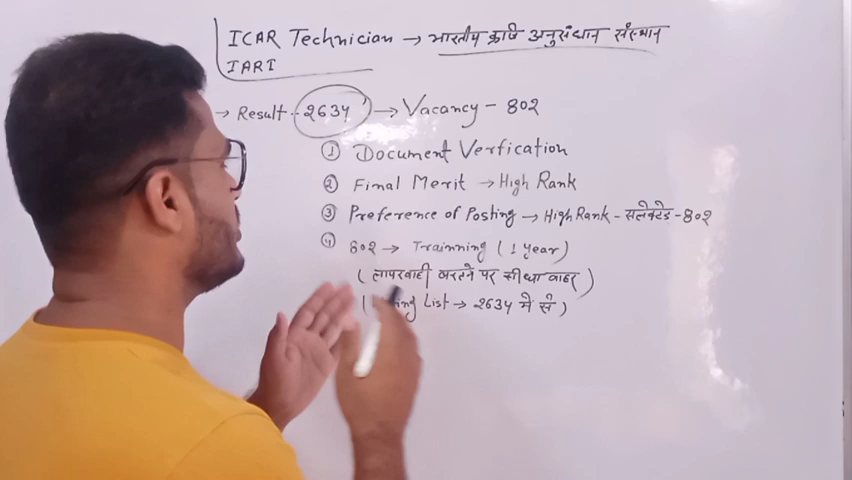 ICAR Technician → भारतीय कृषि अनुसंधान संस्थान
IARI
→ Result - 2634 → Vacancy - 802
① Document Verfication
② Final Merit → High Rank
③ Preference of Posting → High Rank - सलेक्टेड - 802
④ 802 → Trainning (1 year)
(लापरवाही बरतने पर सीधा बाहर)
( List → 2634 में से)